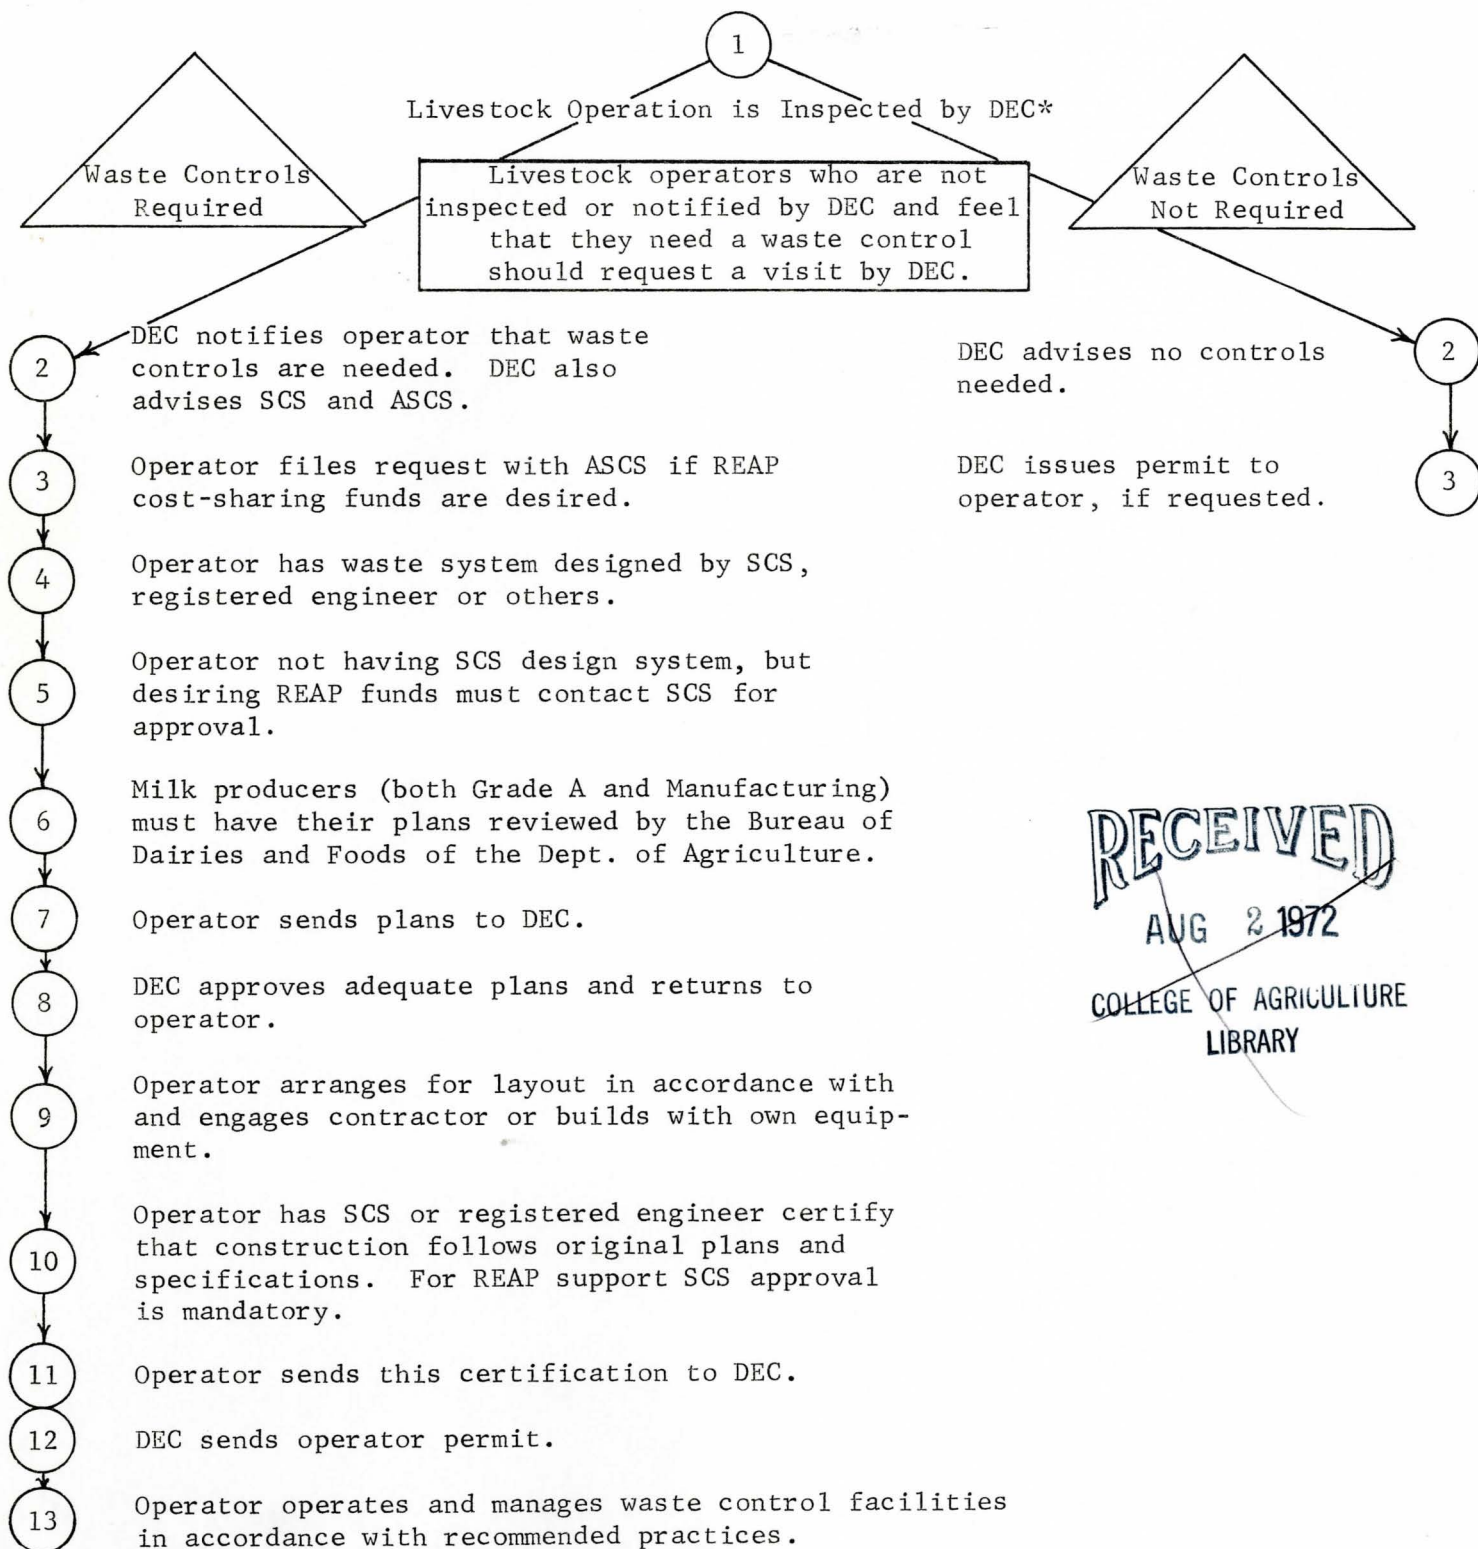 1
Livestock Operation is Inspected by DEC*
Waste Controls
Required
Livestock operators who are not
inspected or notified by DEC and feel
that they need a waste control
should request a visit by DEC.
Waste Controls
Not Required
2
DEC notifies operator that waste
controls are needed. DEC also
advises SCS and ASCS.
DEC advises no controls
needed.
2
3
Operator files request with ASCS if REAP
cost-sharing funds are desired.
DEC issues permit to
operator, if requested.
3
4
Operator has waste system designed by SCS,
registered engineer or others.
5
Operator not having SCS design system, but
desiring REAP funds must contact SCS for
approval.
6
Milk producers (both Grade A and Manufacturing)
must have their plans reviewed by the Bureau of
Dairies and Foods of the Dept. of Agriculture.
7
Operator sends plans to DEC.
8
DEC approves adequate plans and returns to
operator.
9
Operator arranges for layout in accordance with
and engages contractor or builds with own equip-
ment.
10
Operator has SCS or registered engineer certify
that construction follows original plans and
specifications. For REAP support SCS approval
is mandatory.
11
Operator sends this certification to DEC.
12
DEC sends operator permit.
13
Operator operates and manages waste control facilities
in accordance with recommended practices.
RECEIVED
AUG 2 1972
COLLEGE OF AGRICULTURE
LIBRARY